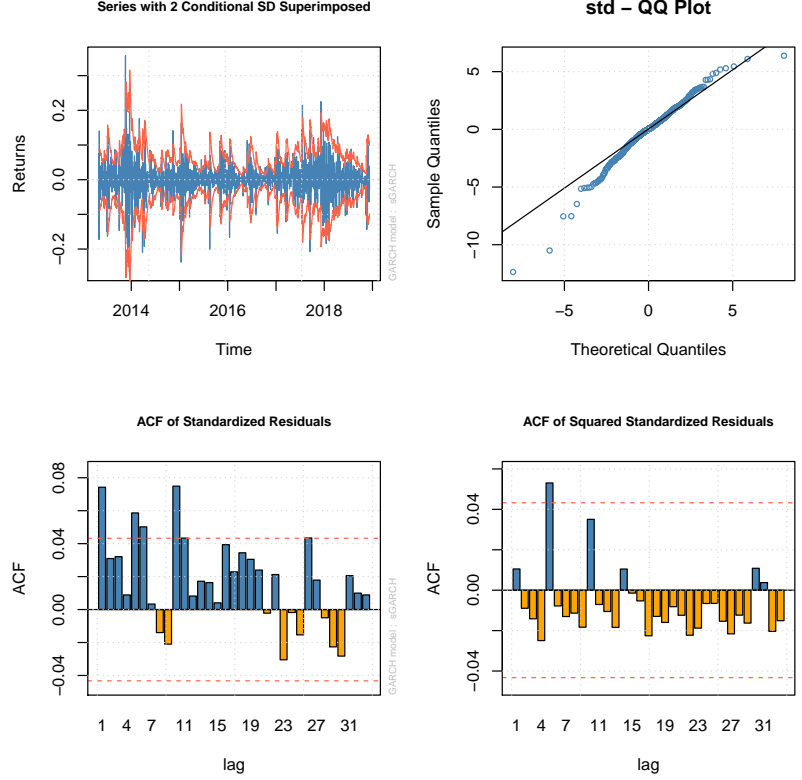 Series with 2 Conditional SD Superimposed
Returns
0.2
0.0
−0.2
2014
2016
2018
Time
GARCH model : sGARCH
std − QQ Plot
Sample Quantiles
5
0
−5
−10
−5
0
5
Theoretical Quantiles
ACF of Standardized Residuals
ACF
0.08
0.04
0.00
−0.04
1
4
7
11
15
19
23
27
31
lag
GARCH model : sGARCH
ACF of Squared Standardized Residuals
ACF
0.04
0.00
−0.04
1
4
7
11
15
19
23
27
31
lag